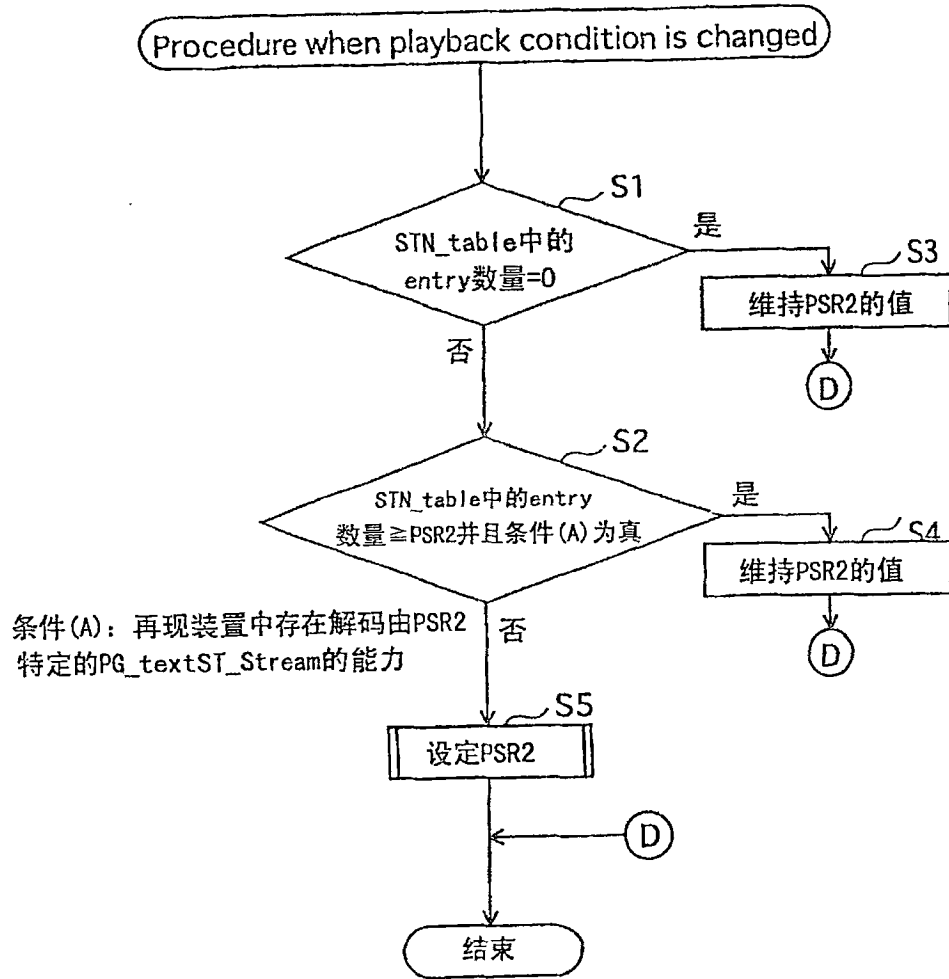 Procedure when playback condition is changed
S1
STN_table中的
entry数量=0
是
S3
维持PSR2的值
D
否
S2
STN_table中的entry
数量≧PSR2并且条件(A)为真
是
S4
维持PSR2的值
D
条件(A): 再现装置中存在解码由PSR2
特定的PG_textST_Stream的能力
否
S5
设定PSR2
D
结束